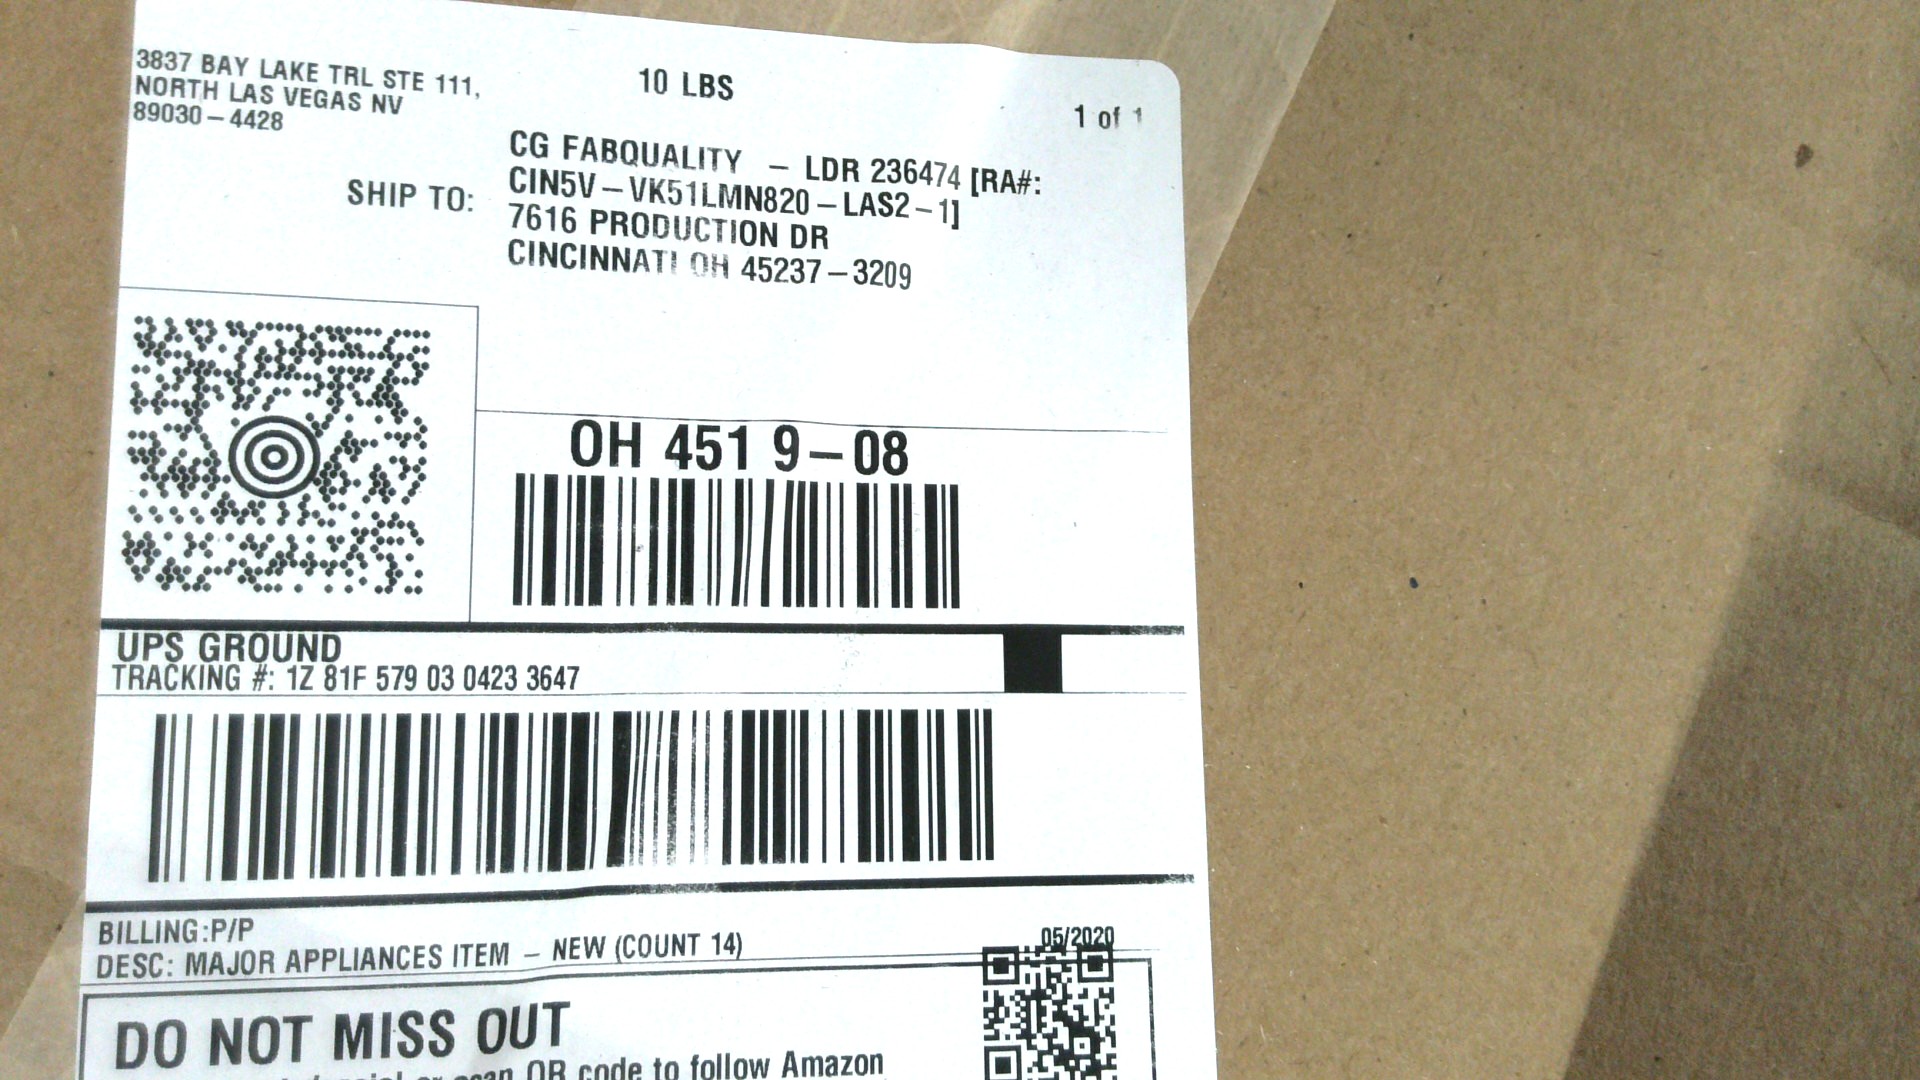 3837 BAY LAKE TRL STE 111,
NORTH LAS VEGAS NV
89030-4428
10 LBS
1 of 1
SHIP TO:
CG FABQUALITY - LDR 236474 [RA#:
CIN5V-VK51LMN820-LAS2-1]
7616 PRODUCTION DR
CINCINNATI OH 45237-3209
OH 451 9-08
UPS GROUND
TRACKING #: 1Z 81F 579 03 0423 3647
BILLING:P/P
DESC: MAJOR APPLIANCES ITEM - NEW (COUNT 14)
05/2020
DO NOT MISS OUT
or scan QR code to follow Amazon